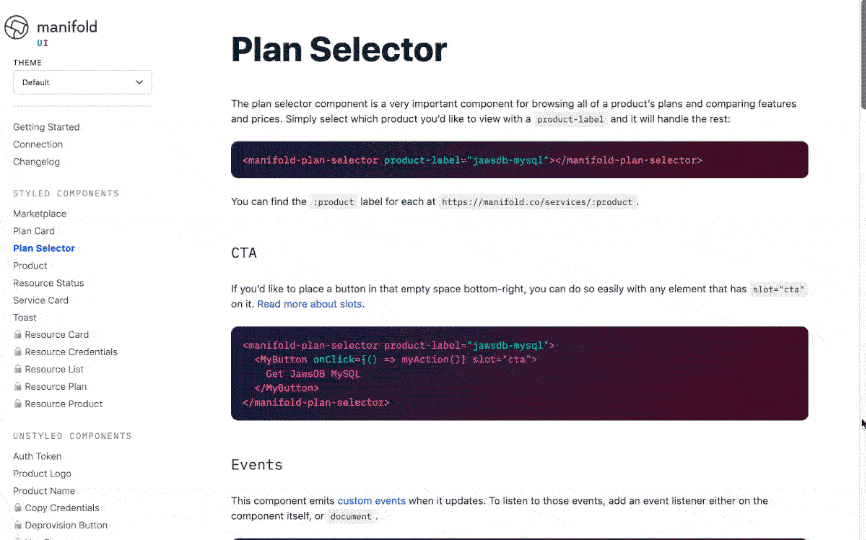 manifold
UI
THEME
Default
Getting Started
Connection
Changelog
STYLED COMPONENTS
Marketplace
Plan Card
Plan Selector
Product
Resource Status
Service Card
Toast
Resource Card
Resource Credentials
Resource List
Resource Plan
Resource Product
UNSTYLED COMPONENTS
Auth Token
Product Logo
Product Name
Copy Credentials
Deprovision Button
Plan Selector
The plan selector component is a very important component for browsing all of a product's plans and comparing features
and prices. Simply select which product you'd like to view with a product-label and it will handle the rest:
<manifold-plan-selector product-label="jawsdb-mysql"></manifold-plan-selector>
You can find the :product label for each at https://manifold.co/services/:product.
CTA
If you'd like to place a button in that empty space bottom-right, you can do so easily with any element that has slot="cta"
on it. Read more about slots.
<manifold-plan-selector product-label="jawsdb-mysql">
<MyButton onClick={() => myAction()} slot="cta">
Get JawsDB MySQL
</MyButton>
</manifold-plan-selector>
Events
This component emits custom events when it updates. To listen to those events, add an event listener either on the
component itself, or document.